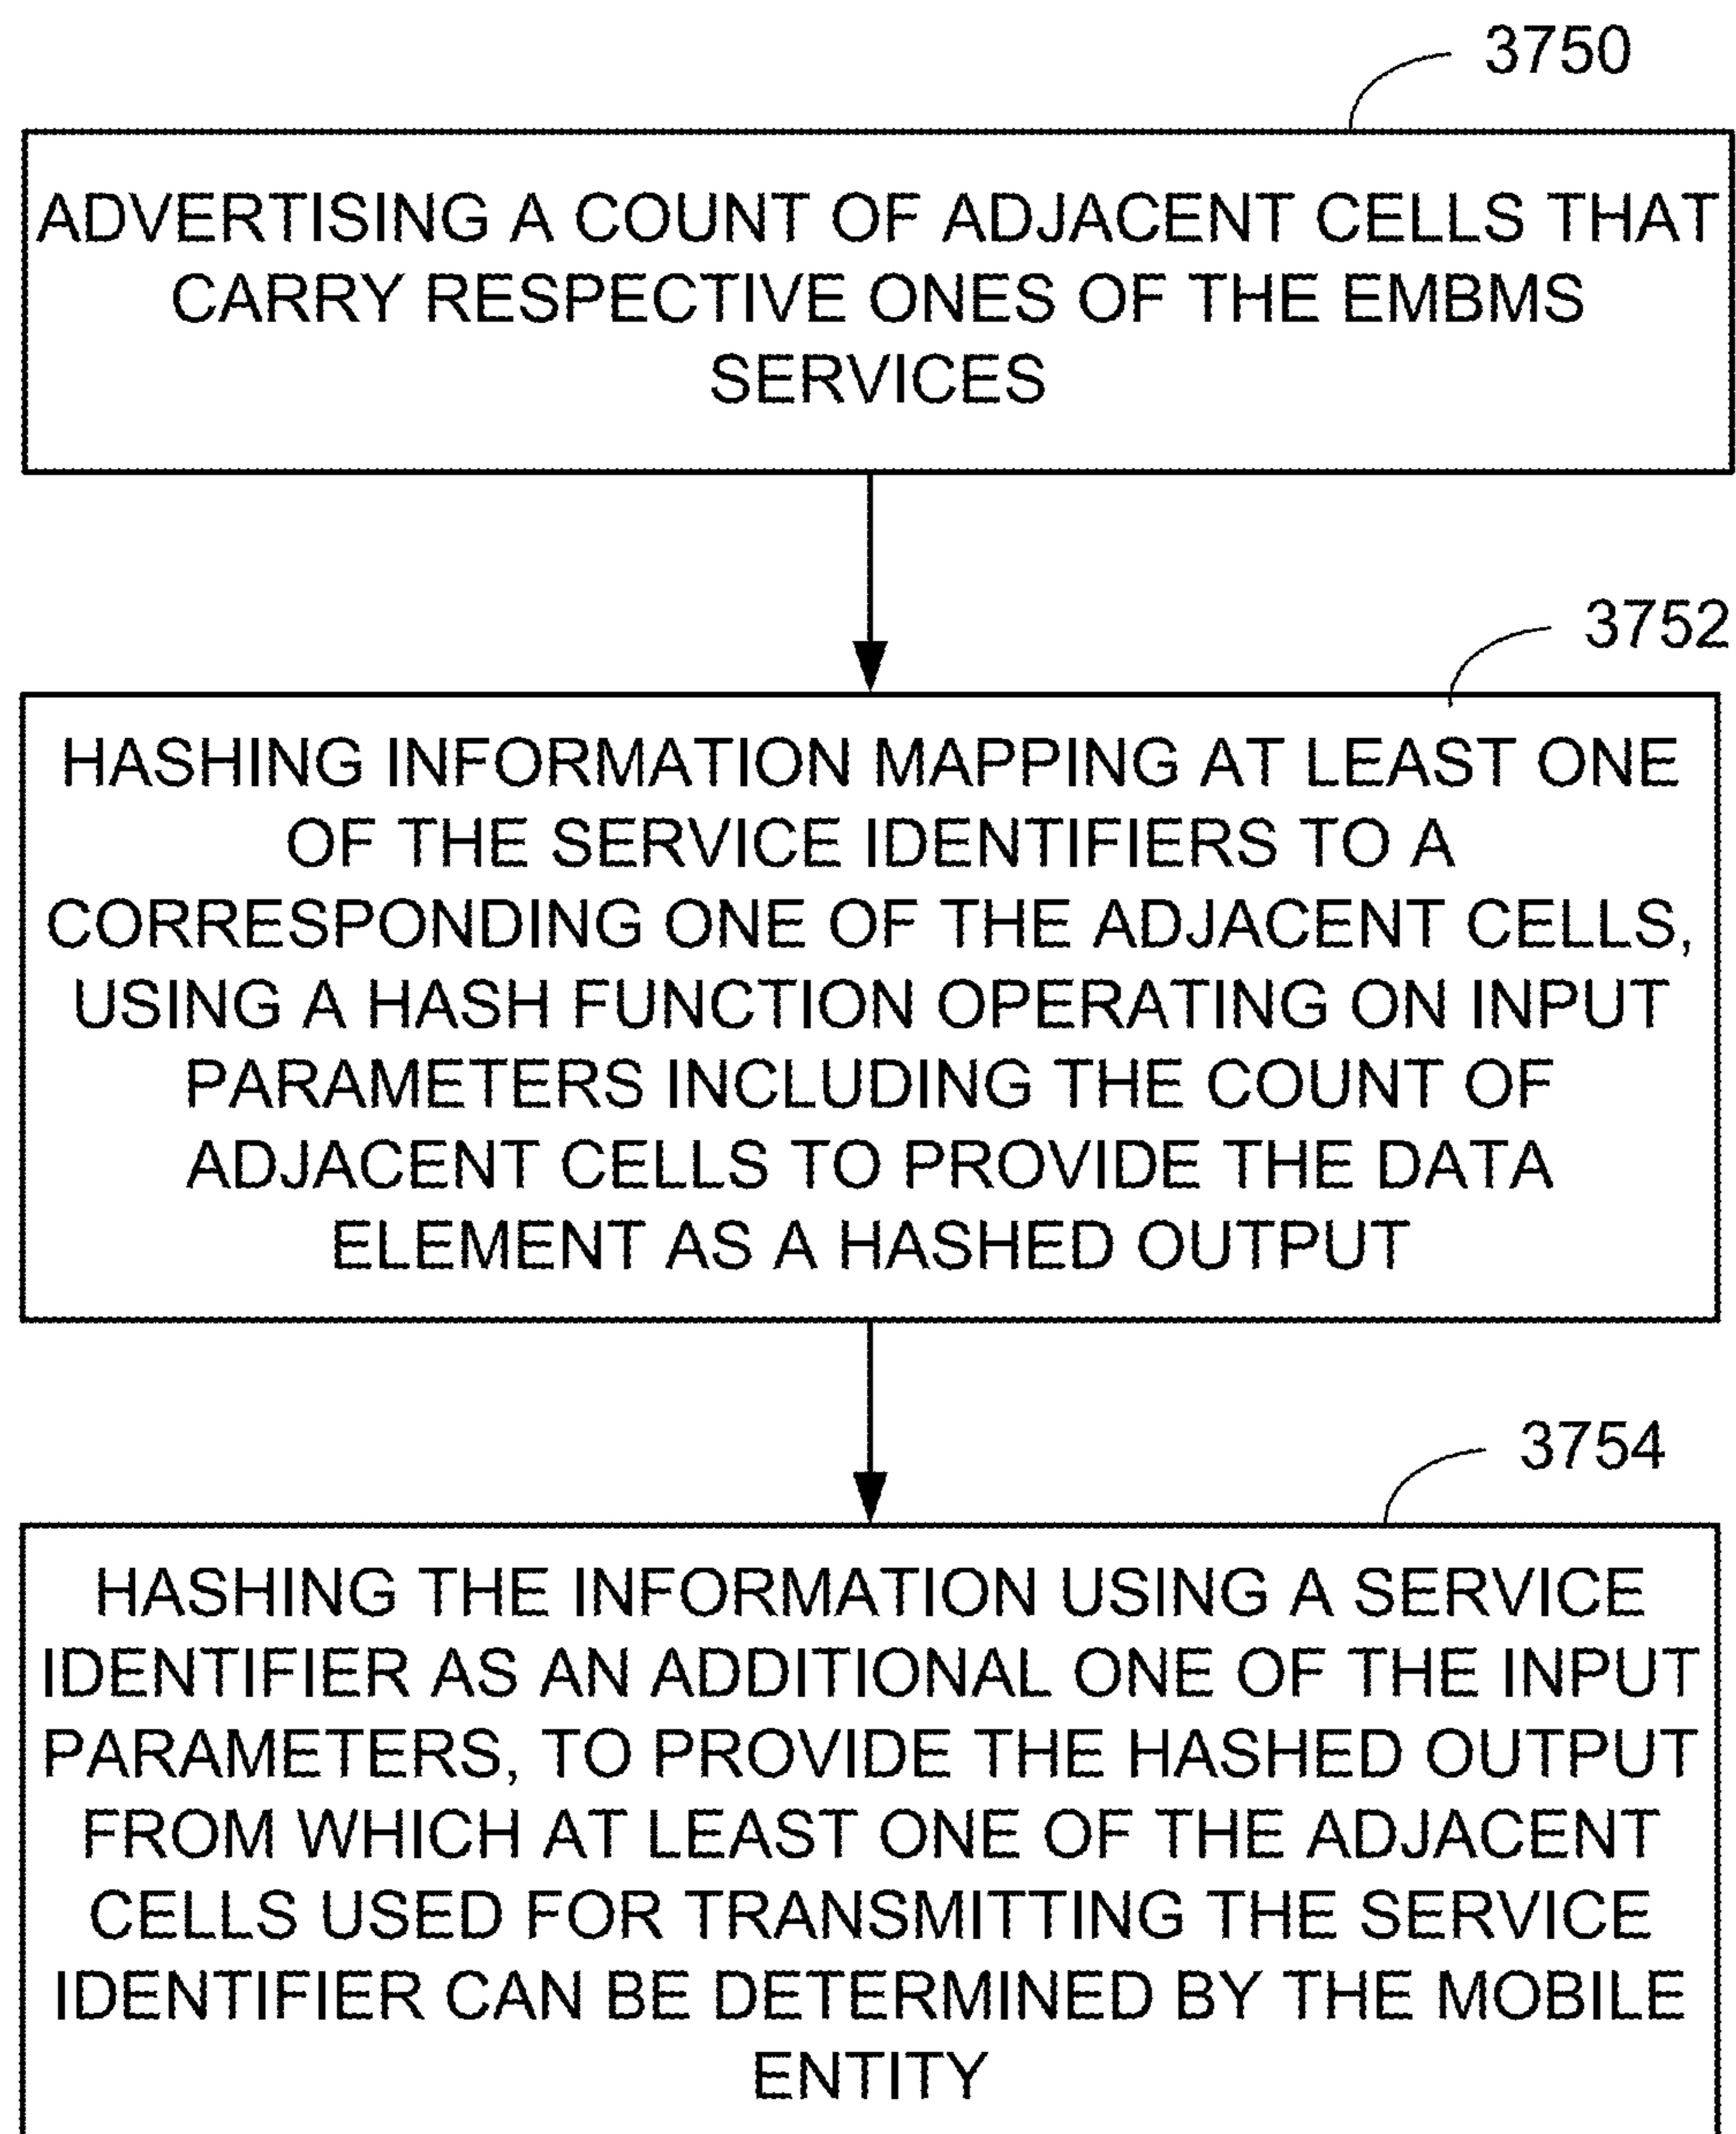 3750
ADVERTISING A COUNT OF ADJACENT CELLS THAT
CARRY RESPECTIVE ONES OF THE EMBMS
SERVICES
3752
HASHING INFORMATION MAPPING AT LEAST ONE
OF THE SERVICE IDENTIFIERS TO A
CORRESPONDING ONE OF THE ADJACENT CELLS,
USING A HASH FUNCTION OPERATING ON INPUT
PARAMETERS INCLUDING THE COUNT OF
ADJACENT CELLS TO PROVIDE THE DATA
ELEMENT AS A HASHED OUTPUT
3754
HASHING THE INFORMATION USING A SERVICE
IDENTIFIER AS AN ADDITIONAL ONE OF THE INPUT
PARAMETERS, TO PROVIDE THE HASHED OUTPUT
FROM WHICH AT LEAST ONE OF THE ADJACENT
CELLS USED FOR TRANSMITTING THE SERVICE
IDENTIFIER CAN BE DETERMINED BY THE MOBILE
ENTITY